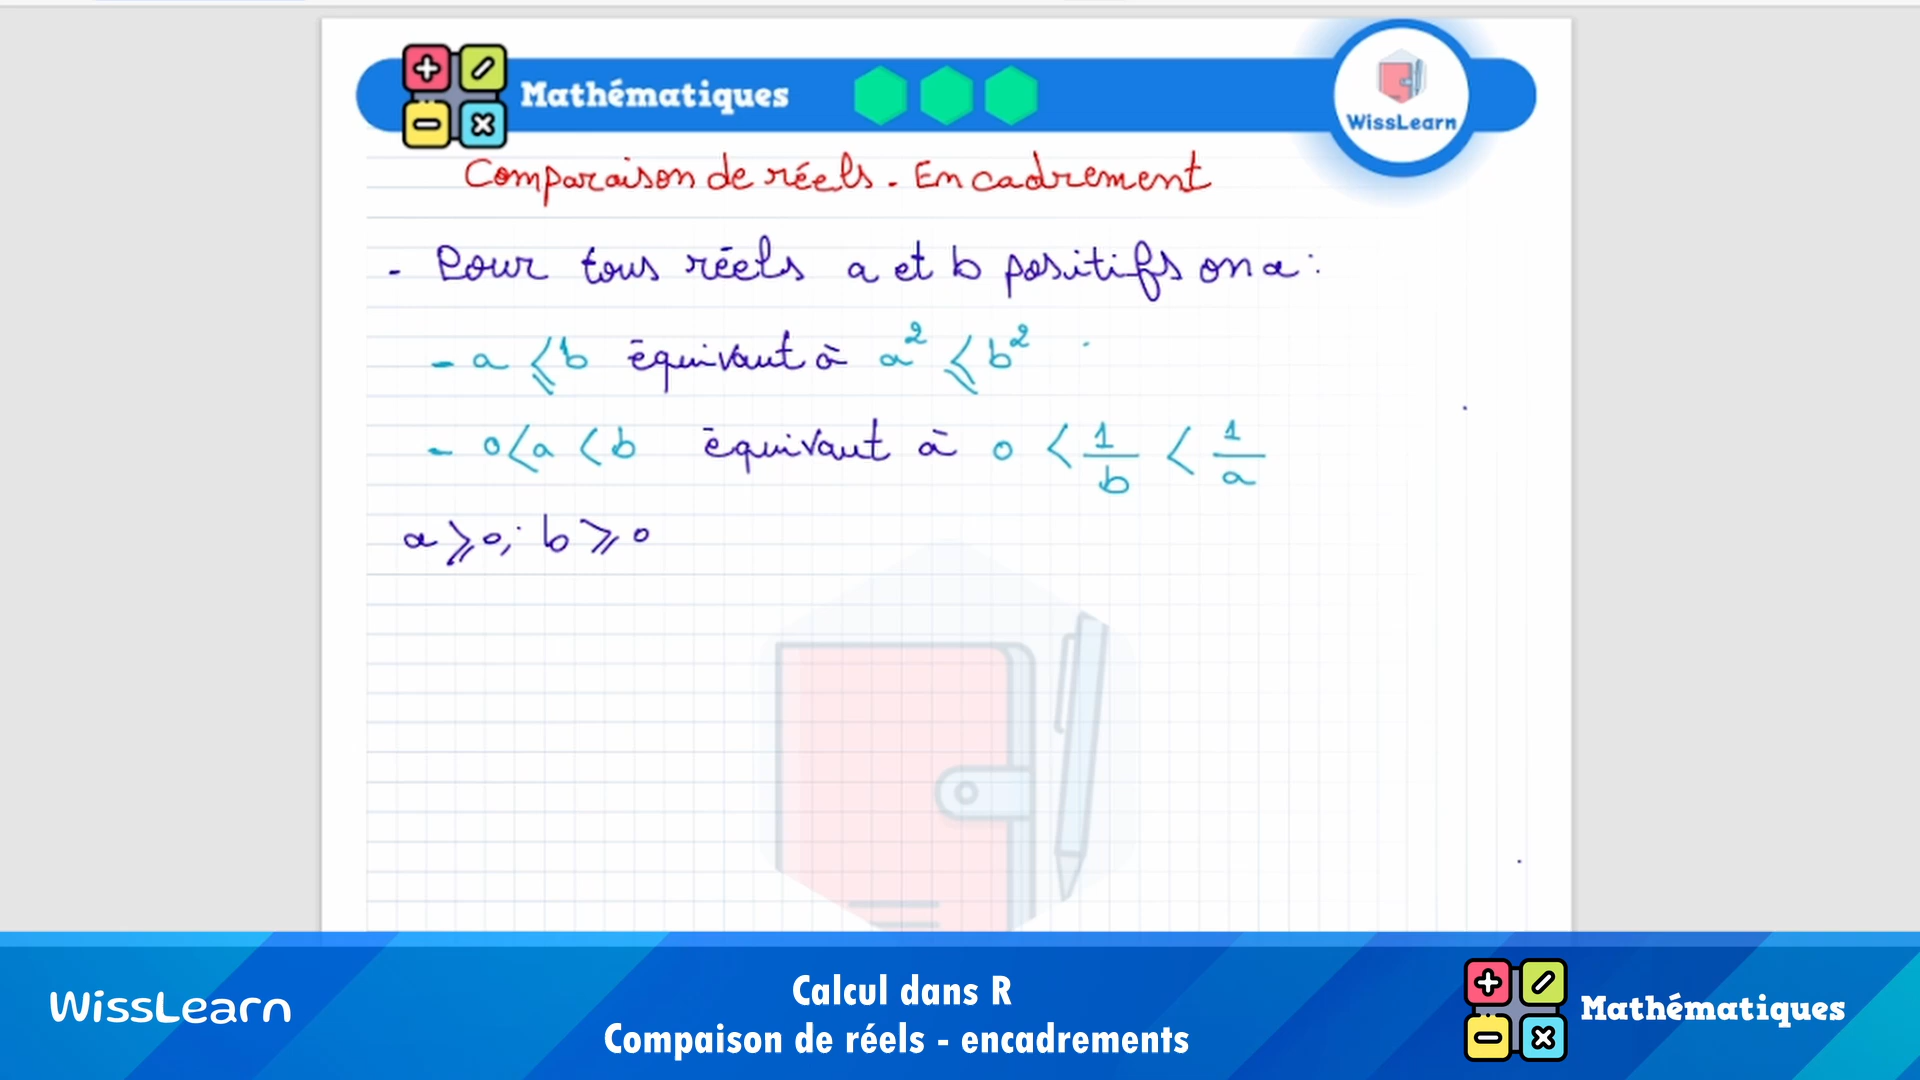 Mathématiques
WissLearn
Comparaison de réels - Encadrement
- Pour tous réels a et b positifs on a :
- a ⩽ b équivaut à a² ⩽ b²
- 0 < a < b équivaut à 0 < 1/b < 1/a
a ⩾ 0 ; b ⩾ 0
WissLearn
Calcul dans R
Compaison de réels - encadrements
Mathématiques